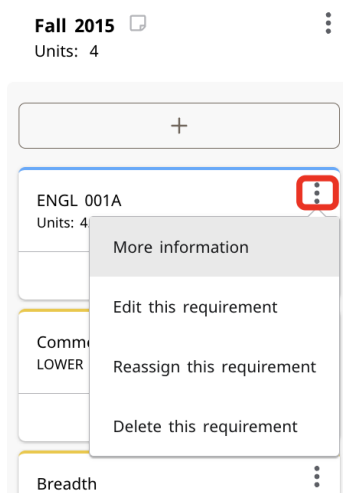 Fall 2015
Units: 4
+
ENGL 001A
Units: 4
More information
Edit this requirement
LOWER
Reassign this requirement
Delete this requirement
Breadth